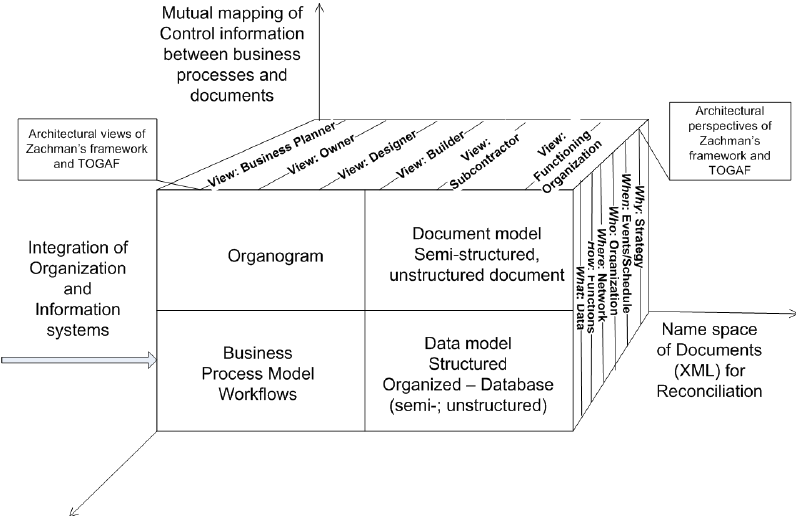 Mutual mapping of
Control information
between business
processes and
documents
Architectural views of
Zachman's framework
and TOGAF
Architectural
perspectives of
Zachman's
framework and
TOGAF
View: Business Planner
View: Owner
View: Designer
View: Builder
View:
Subcontractor
View:
Functioning
Organization
Integration of
Organization
and
Information
systems
Organogram
Document model
Semi-structured,
unstructured document
Business
Process Model
Workflows
Data model
Structured
Organized – Database
(semi-; unstructured)
What: Data
How: Functions
Where: Network
Who: Organization
When: Events/Schedule
Why: Strategy
Name space
of Documents
(XML) for
Reconciliation